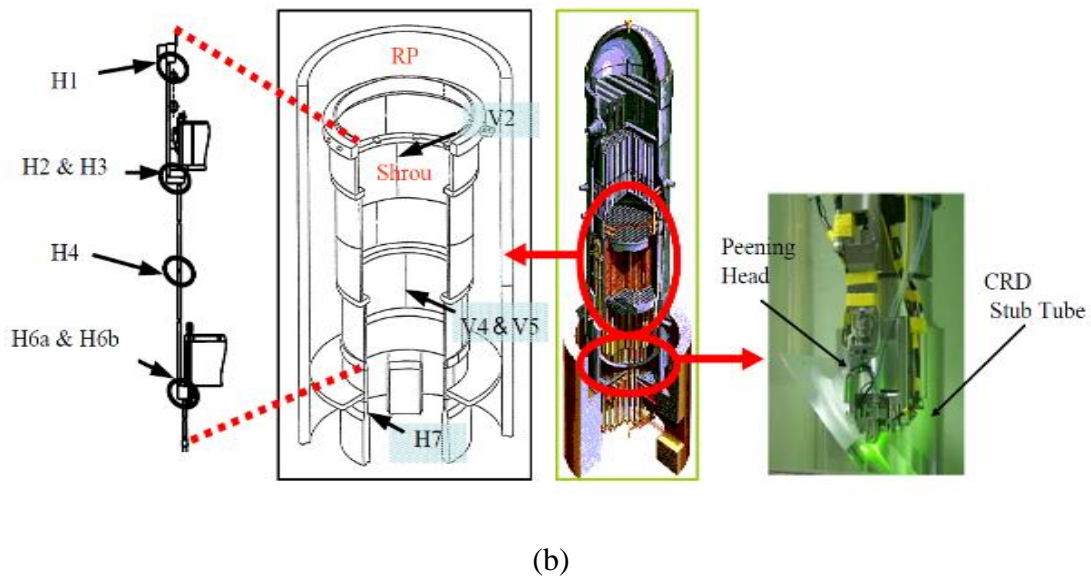 H1
H2 & H3
H4
H6a & H6b
RP
V2
Shrou
V4 & V5
H7
Peening
Head
CRD
Stub Tube
(b)